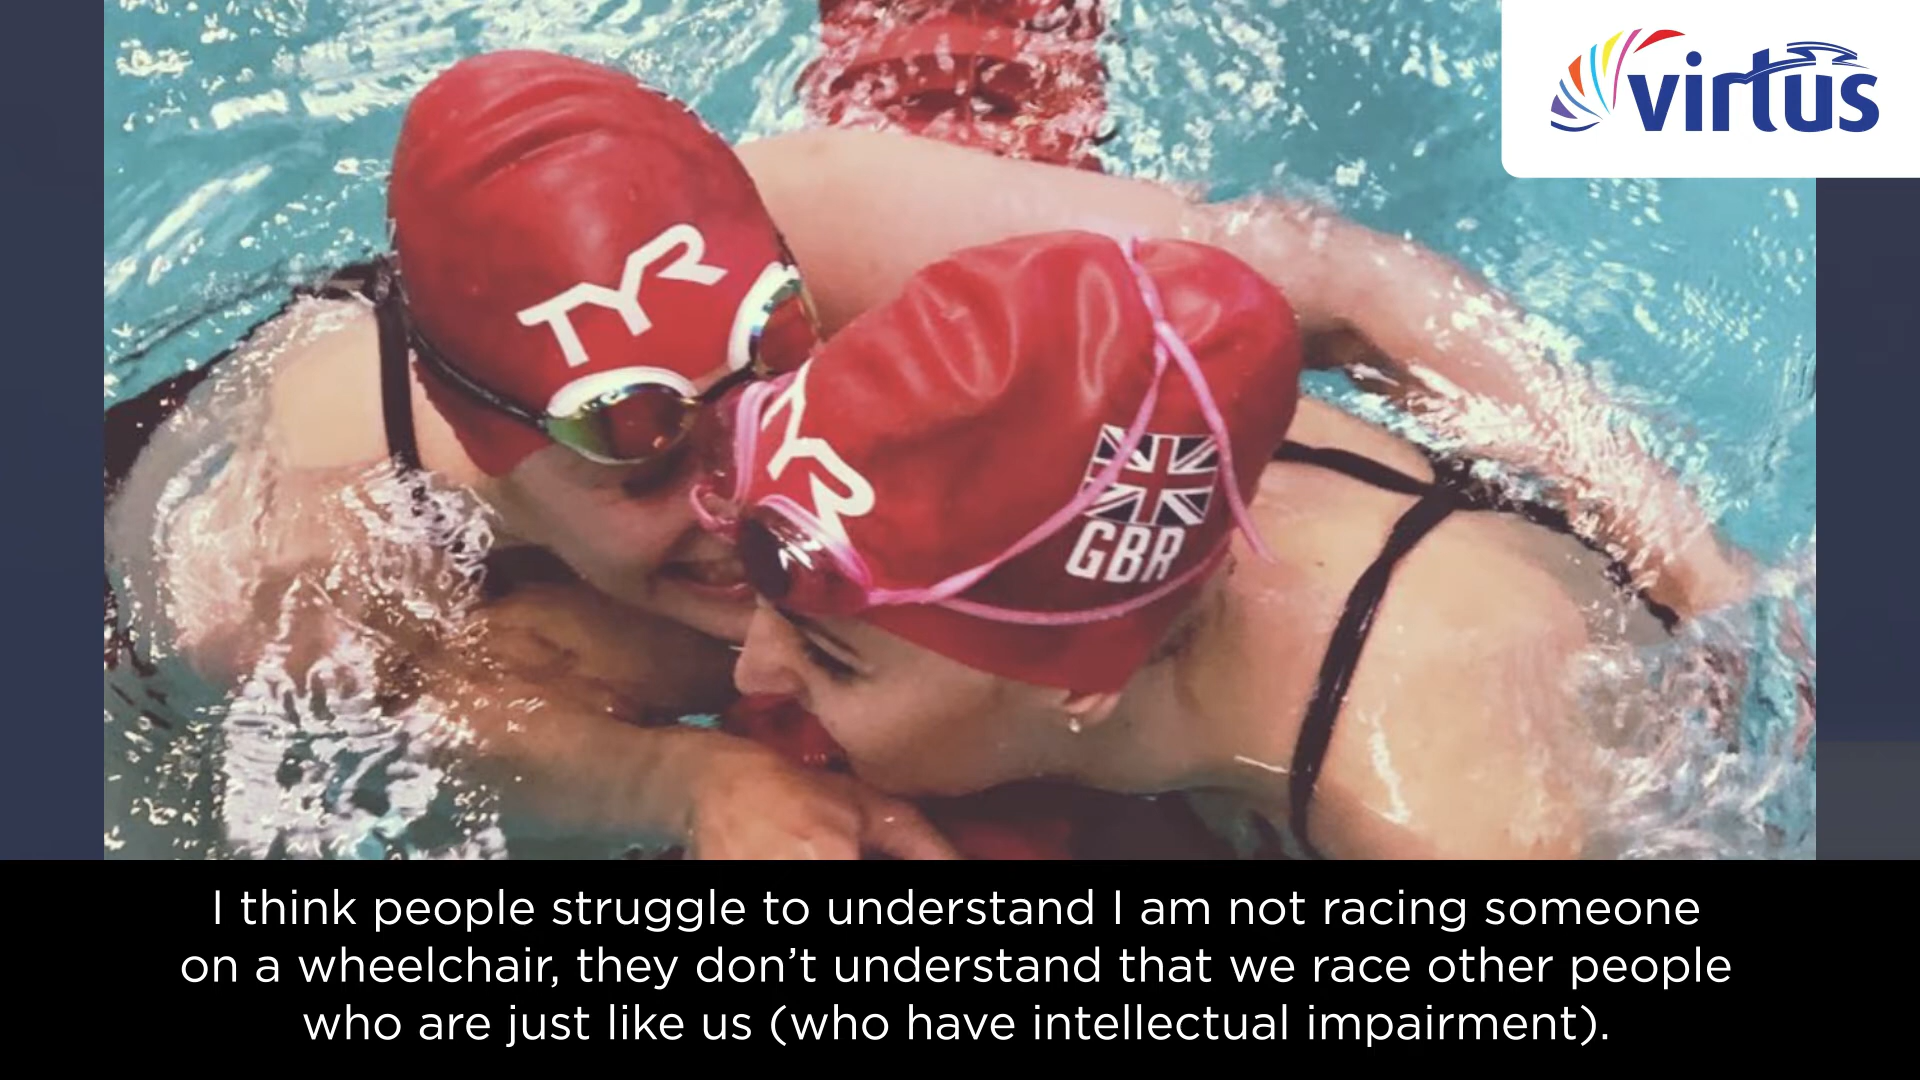 virtus
TYR
TYR
GBR
I think people struggle to understand I am not racing someone
on a wheelchair, they don't understand that we race other people
who are just like us (who have intellectual impairment).